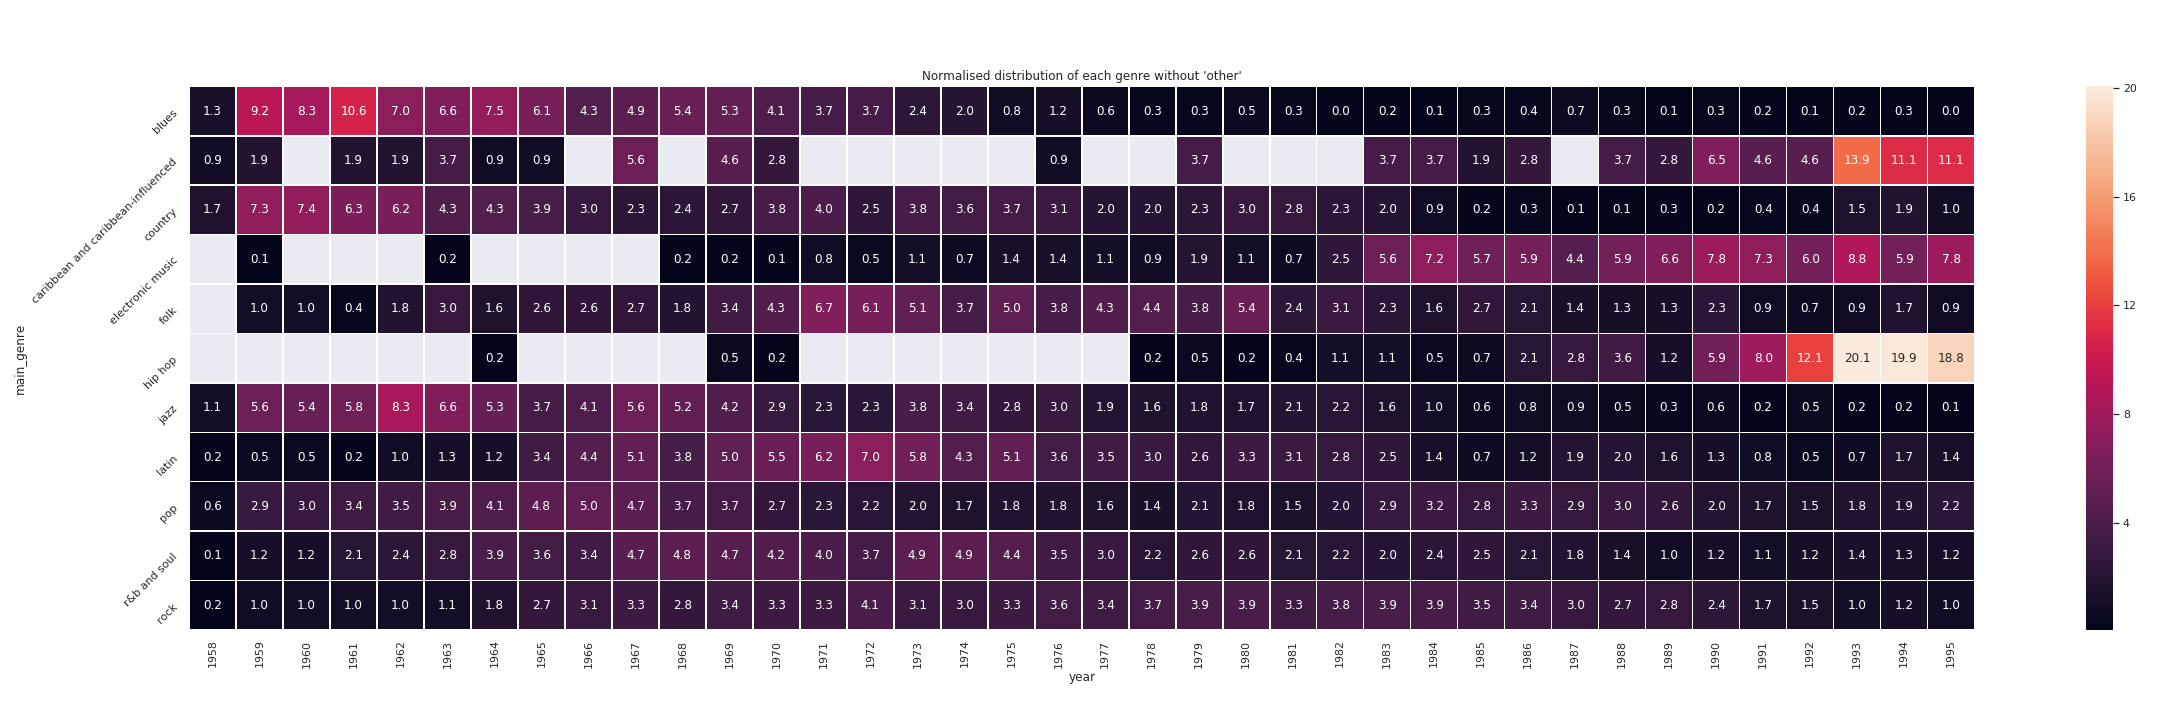 Normalised distribution of each genre without 'other'
main_genre
blues 1.3 9.2 8.3 10.6 7.0 6.6 7.5 6.1 4.3 4.9 5.4 5.3 4.1 3.7 3.7 2.4 2.0 0.8 1.2 0.6 0.3 0.3 0.5 0.3 0.0 0.2 0.1 0.3 0.4 0.7 0.3 0.1 0.3 0.2 0.1 0.2 0.3 0.0
caribbean and caribbean-influenced 0.9 1.9 1.9 1.9 3.7 0.9 0.9 5.6 4.6 2.8 0.9 3.7 3.7 3.7 1.9 2.8 3.7 2.8 6.5 4.6 4.6 13.9 11.1 11.1
country 1.7 7.3 7.4 6.3 6.2 4.3 4.3 3.9 3.0 2.3 2.4 2.7 3.8 4.0 2.5 3.8 3.6 3.7 3.1 2.0 2.0 2.3 3.0 2.8 2.3 2.0 0.9 0.2 0.3 0.1 0.1 0.3 0.2 0.4 0.4 1.5 1.9 1.0
electronic music 0.1 0.2 0.2 0.2 0.1 0.8 0.5 1.1 0.7 1.4 1.4 1.1 0.9 1.9 1.1 0.7 2.5 5.6 7.2 5.7 5.9 4.4 5.9 6.6 7.8 7.3 6.0 8.8 5.9 7.8
folk 1.0 1.0 0.4 1.8 3.0 1.6 2.6 2.6 2.7 1.8 3.4 4.3 6.7 6.1 5.1 3.7 5.0 3.8 4.3 4.4 3.8 5.4 2.4 3.1 2.3 1.6 2.7 2.1 1.4 1.3 1.3 2.3 0.9 0.7 0.9 1.7 0.9
hip hop 0.2 0.5 0.2 0.2 0.5 0.2 0.4 1.1 1.1 0.5 0.7 2.1 2.8 3.6 1.2 5.9 8.0 12.1 20.1 19.9 18.8
jazz 1.1 5.6 5.4 5.8 8.3 6.6 5.3 3.7 4.1 5.6 5.2 4.2 2.9 2.3 2.3 3.8 3.4 2.8 3.0 1.9 1.6 1.8 1.7 2.1 2.2 1.6 1.0 0.6 0.8 0.9 0.5 0.3 0.6 0.2 0.5 0.2 0.2 0.1
latin 0.2 0.5 0.5 0.2 1.0 1.3 1.2 3.4 4.4 5.1 3.8 5.0 5.5 6.2 7.0 5.8 4.3 5.1 3.6 3.5 3.0 2.6 3.3 3.1 2.8 2.5 1.4 0.7 1.2 1.9 2.0 1.6 1.3 0.8 0.5 0.7 1.7 1.4
pop 0.6 2.9 3.0 3.4 3.5 3.9 4.1 4.8 5.0 4.7 3.7 3.7 2.7 2.3 2.2 2.0 1.7 1.8 1.8 1.6 1.4 2.1 1.8 1.5 2.0 2.9 3.2 2.8 3.3 2.9 3.0 2.6 2.0 1.7 1.5 1.8 1.9 2.2
r&b and soul 0.1 1.2 1.2 2.1 2.4 2.8 3.9 3.6 3.4 4.7 4.8 4.7 4.2 4.0 3.7 4.9 4.9 4.4 3.5 3.0 2.2 2.6 2.6 2.1 2.2 2.0 2.4 2.5 2.1 1.8 1.4 1.0 1.2 1.1 1.2 1.4 1.3 1.2
rock 0.2 1.0 1.0 1.0 1.0 1.1 1.8 2.7 3.1 3.3 2.8 3.4 3.3 3.3 4.1 3.1 3.0 3.3 3.6 3.4 3.7 3.9 3.9 3.3 3.8 3.9 3.9 3.5 3.4 3.0 2.7 2.8 2.4 1.7 1.5 1.0 1.2 1.0
1958 1959 1960 1961 1962 1963 1964 1965 1966 1967 1968 1969 1970 1971 1972 1973 1974 1975 1976 1977 1978 1979 1980 1981 1982 1983 1984 1985 1986 1987 1988 1989 1990 1991 1992 1993 1994 1995
year
20
16
12
8
4